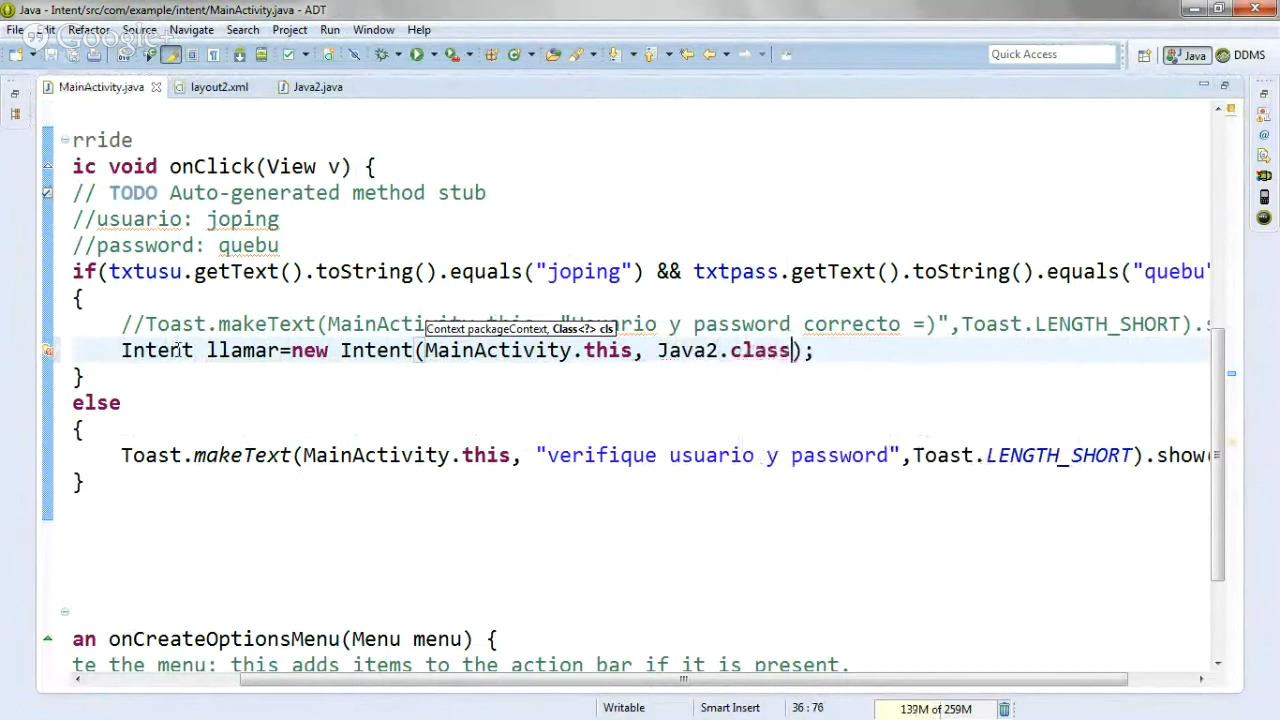 Java - Intent/src/com/example/intent/MainActivity.java - ADT
File Edit Refactor Source Navigate Search Project Run Window Help
Google+
Quick Access
Java
DDMS
MainActivity.java layout2.xml Java2.java
rride
ic void onClick(View v) {
// TODO Auto-generated method stub
//usuario: joping
//password: quebu
if(txtusu.getText().toString().equals("joping") && txtpass.getText().toString().equals("quebu"
{
//Toast.makeText(MainActivity.this, "Usuario y password correcto =)",Toast.LENGTH_SHORT).s
Context packageContext, Class<?> cls
Intent llamar=new Intent(MainActivity.this, Java2.class);
}
else
{
Toast.makeText(MainActivity.this, "verifique usuario y password",Toast.LENGTH_SHORT).show(
}
an onCreateOptionsMenu(Menu menu) {
te the menu; this adds items to the action bar if it is present.
Writable Smart Insert 36 : 76 139M of 259M